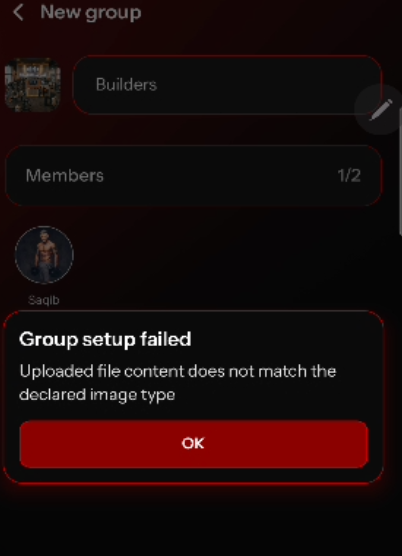 New group
Builders
Members 1/2
Saqib
Group setup failed
Uploaded file content does not match the
declared image type
OK